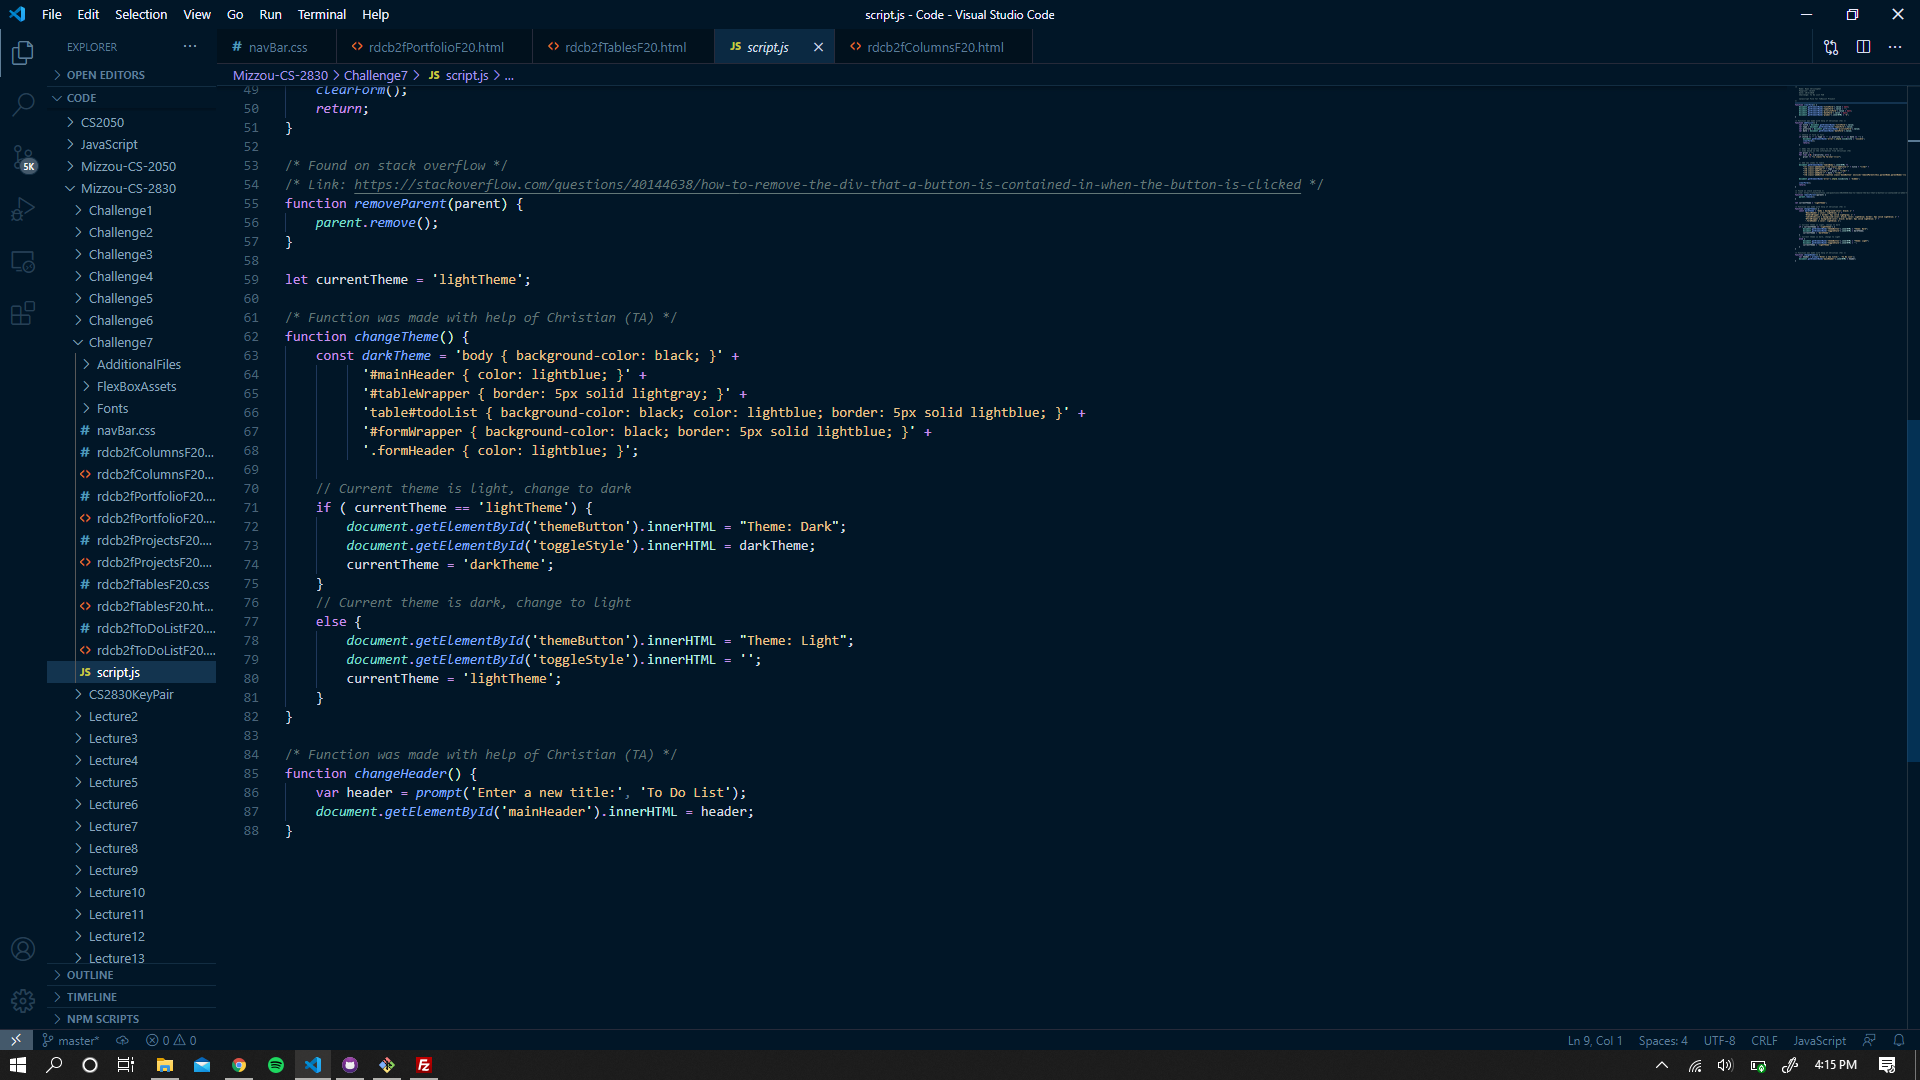 File Edit Selection View Go Run Terminal Help
script.js - Code - Visual Studio Code
EXPLORER
# navBar.css
<> rdcb2fPortfolioF20.html
<> rdcb2fTablesF20.html
JS script.js
<> rdcb2fColumnsF20.html
OPEN EDITORS
Mizzou-CS-2830 > Challenge7 > JS script.js > ...
CODE
CS2050
JavaScript
Mizzou-CS-2050
Mizzou-CS-2830
Challenge1
Challenge2
Challenge3
Challenge4
Challenge5
Challenge6
Challenge7
AdditionalFiles
FlexBoxAssets
Fonts
# navBar.css
# rdcb2fColumnsF20...
<> rdcb2fColumnsF20...
# rdcb2fPortfolioF20....
<> rdcb2fPortfolioF20....
# rdcb2fProjectsF20....
<> rdcb2fProjectsF20....
# rdcb2fTablesF20.css
<> rdcb2fTablesF20.ht...
# rdcb2fToDoListF20....
<> rdcb2fToDoListF20....
JS script.js
CS2830KeyPair
Lecture2
Lecture3
Lecture4
Lecture5
Lecture6
Lecture7
Lecture8
Lecture9
Lecture10
Lecture11
Lecture12
Lecture13
OUTLINE
TIMELINE
NPM SCRIPTS
5K
49     clearForm();
50     return;
51 }
52
53 /* Found on stack overflow */
54 /* Link: https://stackoverflow.com/questions/40144638/how-to-remove-the-div-that-a-button-is-contained-in-when-the-button-is-clicked */
55 function removeParent(parent) {
56     parent.remove();
57 }
58
59 let currentTheme = 'lightTheme';
60
61 /* Function was made with help of Christian (TA) */
62 function changeTheme() {
63     const darkTheme = 'body { background-color: black; }' +
64           '#mainHeader { color: lightblue; }' +
65           '#tableWrapper { border: 5px solid lightgray; }' +
66           'table#todoList { background-color: black; color: lightblue; border: 5px solid lightblue; }' +
67           '#formWrapper { background-color: black; border: 5px solid lightblue; }' +
68           '.formHeader { color: lightblue; }';
69
70     // Current theme is light, change to dark
71     if ( currentTheme == 'lightTheme') {
72         document.getElementById('themeButton').innerHTML = "Theme: Dark";
73         document.getElementById('toggleStyle').innerHTML = darkTheme;
74         currentTheme = 'darkTheme';
75     }
76     // Current theme is dark, change to light
77     else {
78         document.getElementById('themeButton').innerHTML = "Theme: Light";
79         document.getElementById('toggleStyle').innerHTML = '';
80         currentTheme = 'lightTheme';
81     }
82 }
83
84 /* Function was made with help of Christian (TA) */
85 function changeHeader() {
86     var header = prompt('Enter a new title:', 'To Do List');
87     document.getElementById('mainHeader').innerHTML = header;
88 }
master* 0 0
Ln 9, Col 1 Spaces: 4 UTF-8 CRLF JavaScript
4:15 PM